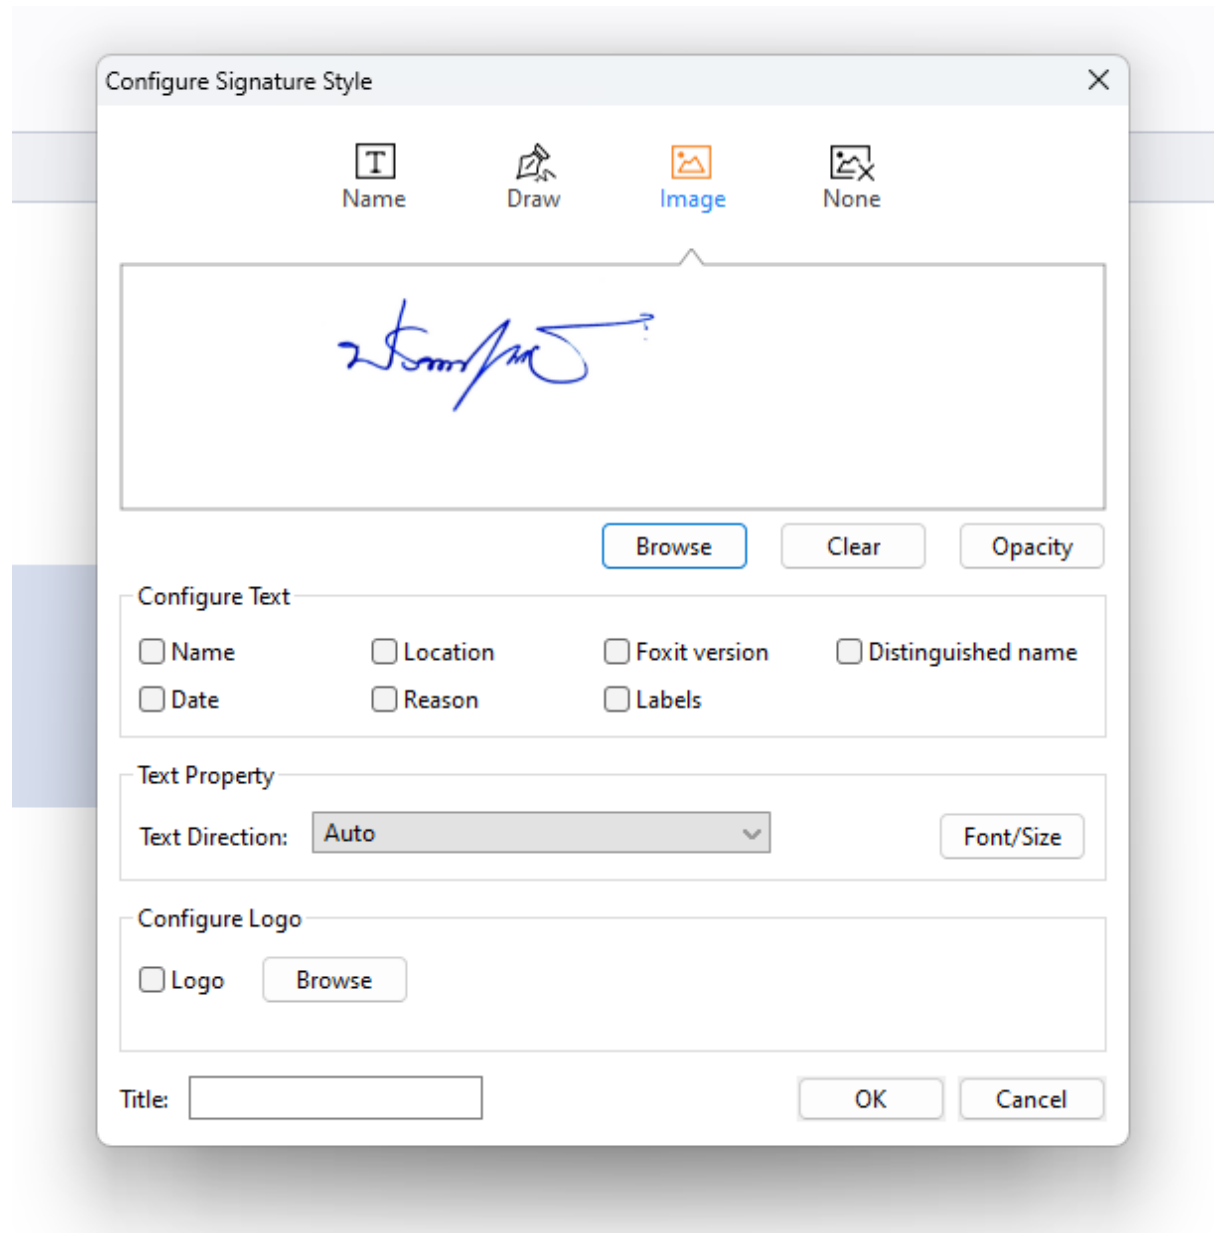 Configure Signature Style
Name Draw Image None
Browse Clear Opacity
Configure Text
Name Location Foxit version Distinguished name
Date Reason Labels
Text Property
Text Direction: Auto Font/Size
Configure Logo
Logo Browse
Title: OK Cancel